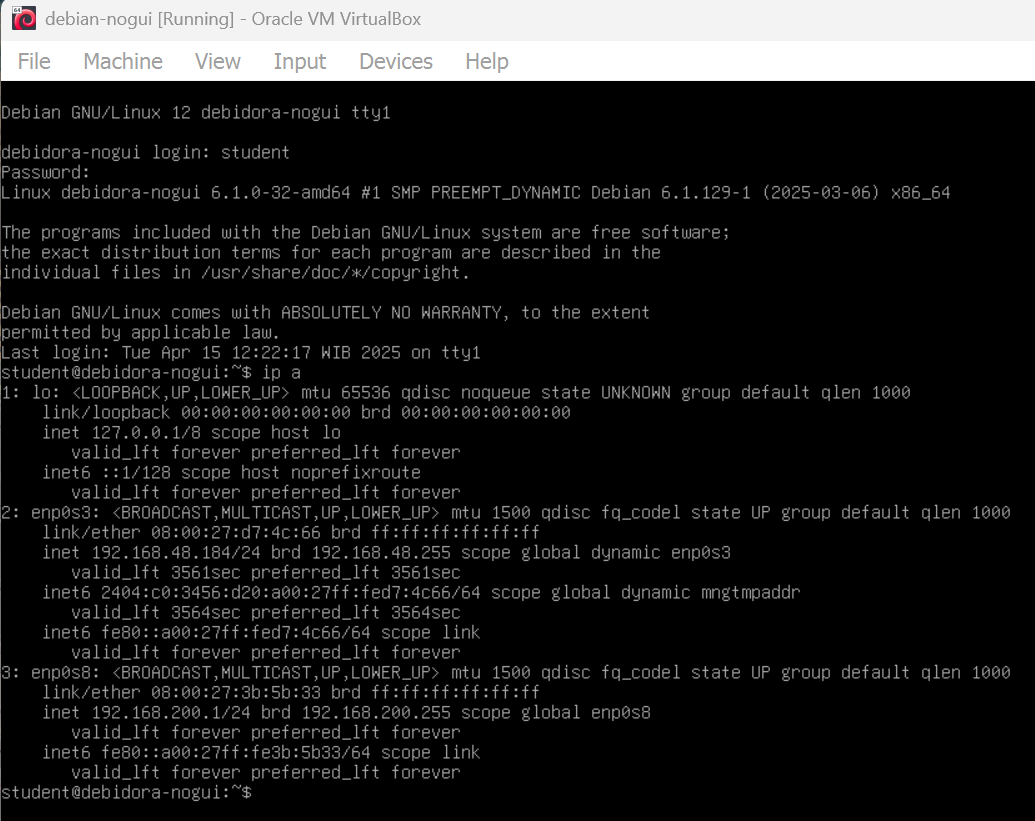 64
debian-nogui [Running] - Oracle VM VirtualBox
File Machine View Input Devices Help
Debian GNU/Linux 12 debidora-nogui tty1
debidora-nogui login: student
Password:
Linux debidora-nogui 6.1.0-32-amd64 #1 SMP PREEMPT_DYNAMIC Debian 6.1.129-1 (2025-03-06) x86_64
The programs included with the Debian GNU/Linux system are free software;
the exact distribution terms for each program are described in the
individual files in /usr/share/doc/*/copyright.
Debian GNU/Linux comes with ABSOLUTELY NO WARRANTY, to the extent
permitted by applicable law.
Last login: Tue Apr 15 12:22:17 WIB 2025 on tty1
student@debidora-nogui:~$ ip a
1: lo: <LOOPBACK,UP,LOWER_UP> mtu 65536 qdisc noqueue state UNKNOWN group default qlen 1000
    link/loopback 00:00:00:00:00:00 brd 00:00:00:00:00:00
    inet 127.0.0.1/8 scope host lo
       valid_lft forever preferred_lft forever
    inet6 ::1/128 scope host noprefixroute
       valid_lft forever preferred_lft forever
2: enp0s3: <BROADCAST,MULTICAST,UP,LOWER_UP> mtu 1500 qdisc fq_codel state UP group default qlen 1000
    link/ether 08:00:27:d7:4c:66 brd ff:ff:ff:ff:ff:ff
    inet 192.168.48.184/24 brd 192.168.48.255 scope global dynamic enp0s3
       valid_lft 3561sec preferred_lft 3561sec
    inet6 2404:c0:3456:d20:a00:27ff:fed7:4c66/64 scope global dynamic mngtmpaddr
       valid_lft 3564sec preferred_lft 3564sec
    inet6 fe80::a00:27ff:fed7:4c66/64 scope link
       valid_lft forever preferred_lft forever
3: enp0s8: <BROADCAST,MULTICAST,UP,LOWER_UP> mtu 1500 qdisc fq_codel state UP group default qlen 1000
    link/ether 08:00:27:3b:5b:33 brd ff:ff:ff:ff:ff:ff
    inet 192.168.200.1/24 brd 192.168.200.255 scope global enp0s8
       valid_lft forever preferred_lft forever
    inet6 fe80::a00:27ff:fe3b:5b33/64 scope link
       valid_lft forever preferred_lft forever
student@debidora-nogui:~$